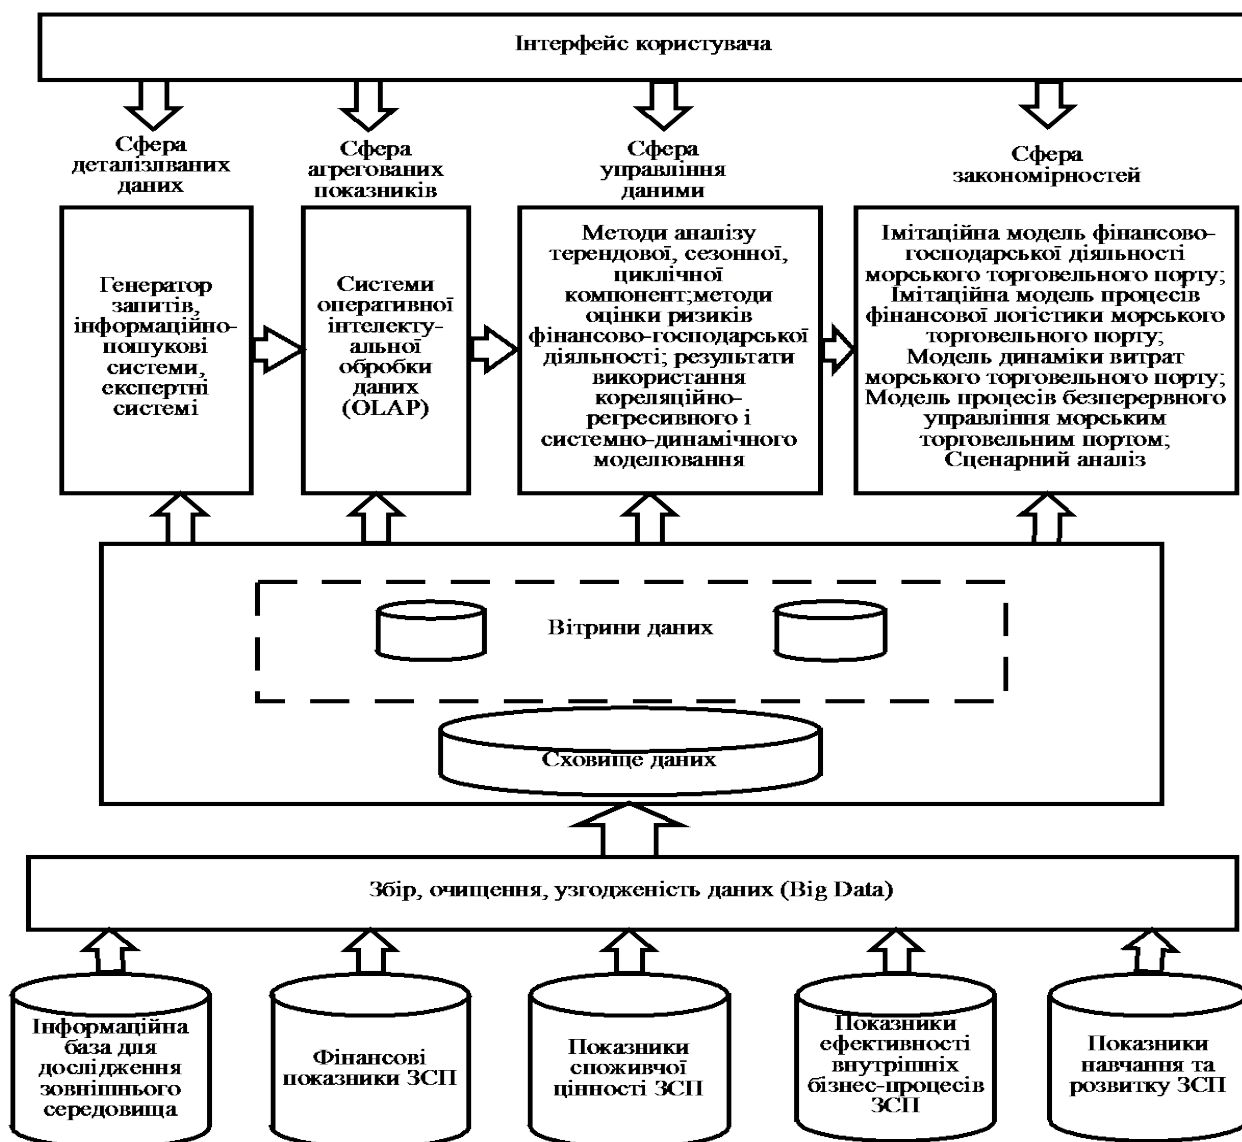 Інтерфейс користувача
Сфера
деталізlваних
даних
Сфера
агрегованих
показників
Сфера
управління
даними
Сфера
закономірностей
Генератор
запитів,
інформаційно-
пошукові
системи,
експертні
системі
Системи
оперативної
інтелекту-
альної
обробки
даних
(OLAP)
Методи аналізу
терендової, сезонної,
циклічної
компонент;методи
оцінки ризиків
фінансово-господарської
діяльності; результати
використання
кореляційно-
регресивного і
системно-динамічного
моделювання
Імітаційна модель фінансово-
господарської діяльності
морського торговельного порту;
Імітаційна модель процесів
фінансової логістики морського
торговельного порту;
Модель динаміки витрат
морського торговельного порту;
Модель процесів безперервного
управління морським
торговельним портом;
Сценарний аналіз
Вітрини даних
Сховище даних
Збір, очищення, узгодженість даних (Big Data)
Інформаційна
база для
дослідження
зовнішнього
середовища
Фінансові
показники ЗСП
Показники
споживчої
цінності ЗСП
Показники
ефективності
внутрішніх
бізнес-процесів
ЗСП
Показники
навчання та
розвитку ЗСП